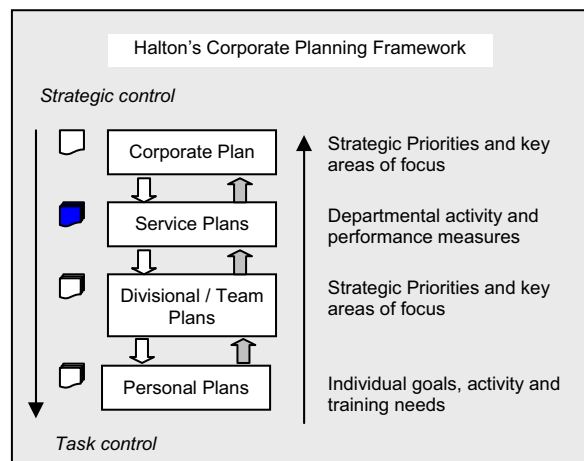 Halton’s Corporate Planning Framework
Strategic control
Corporate Plan
Strategic Priorities and key
areas of focus
Service Plans
Departmental activity and
performance measures
Divisional / Team
Plans
Strategic Priorities and key
areas of focus
Personal Plans
Individual goals, activity and
training needs
Task control